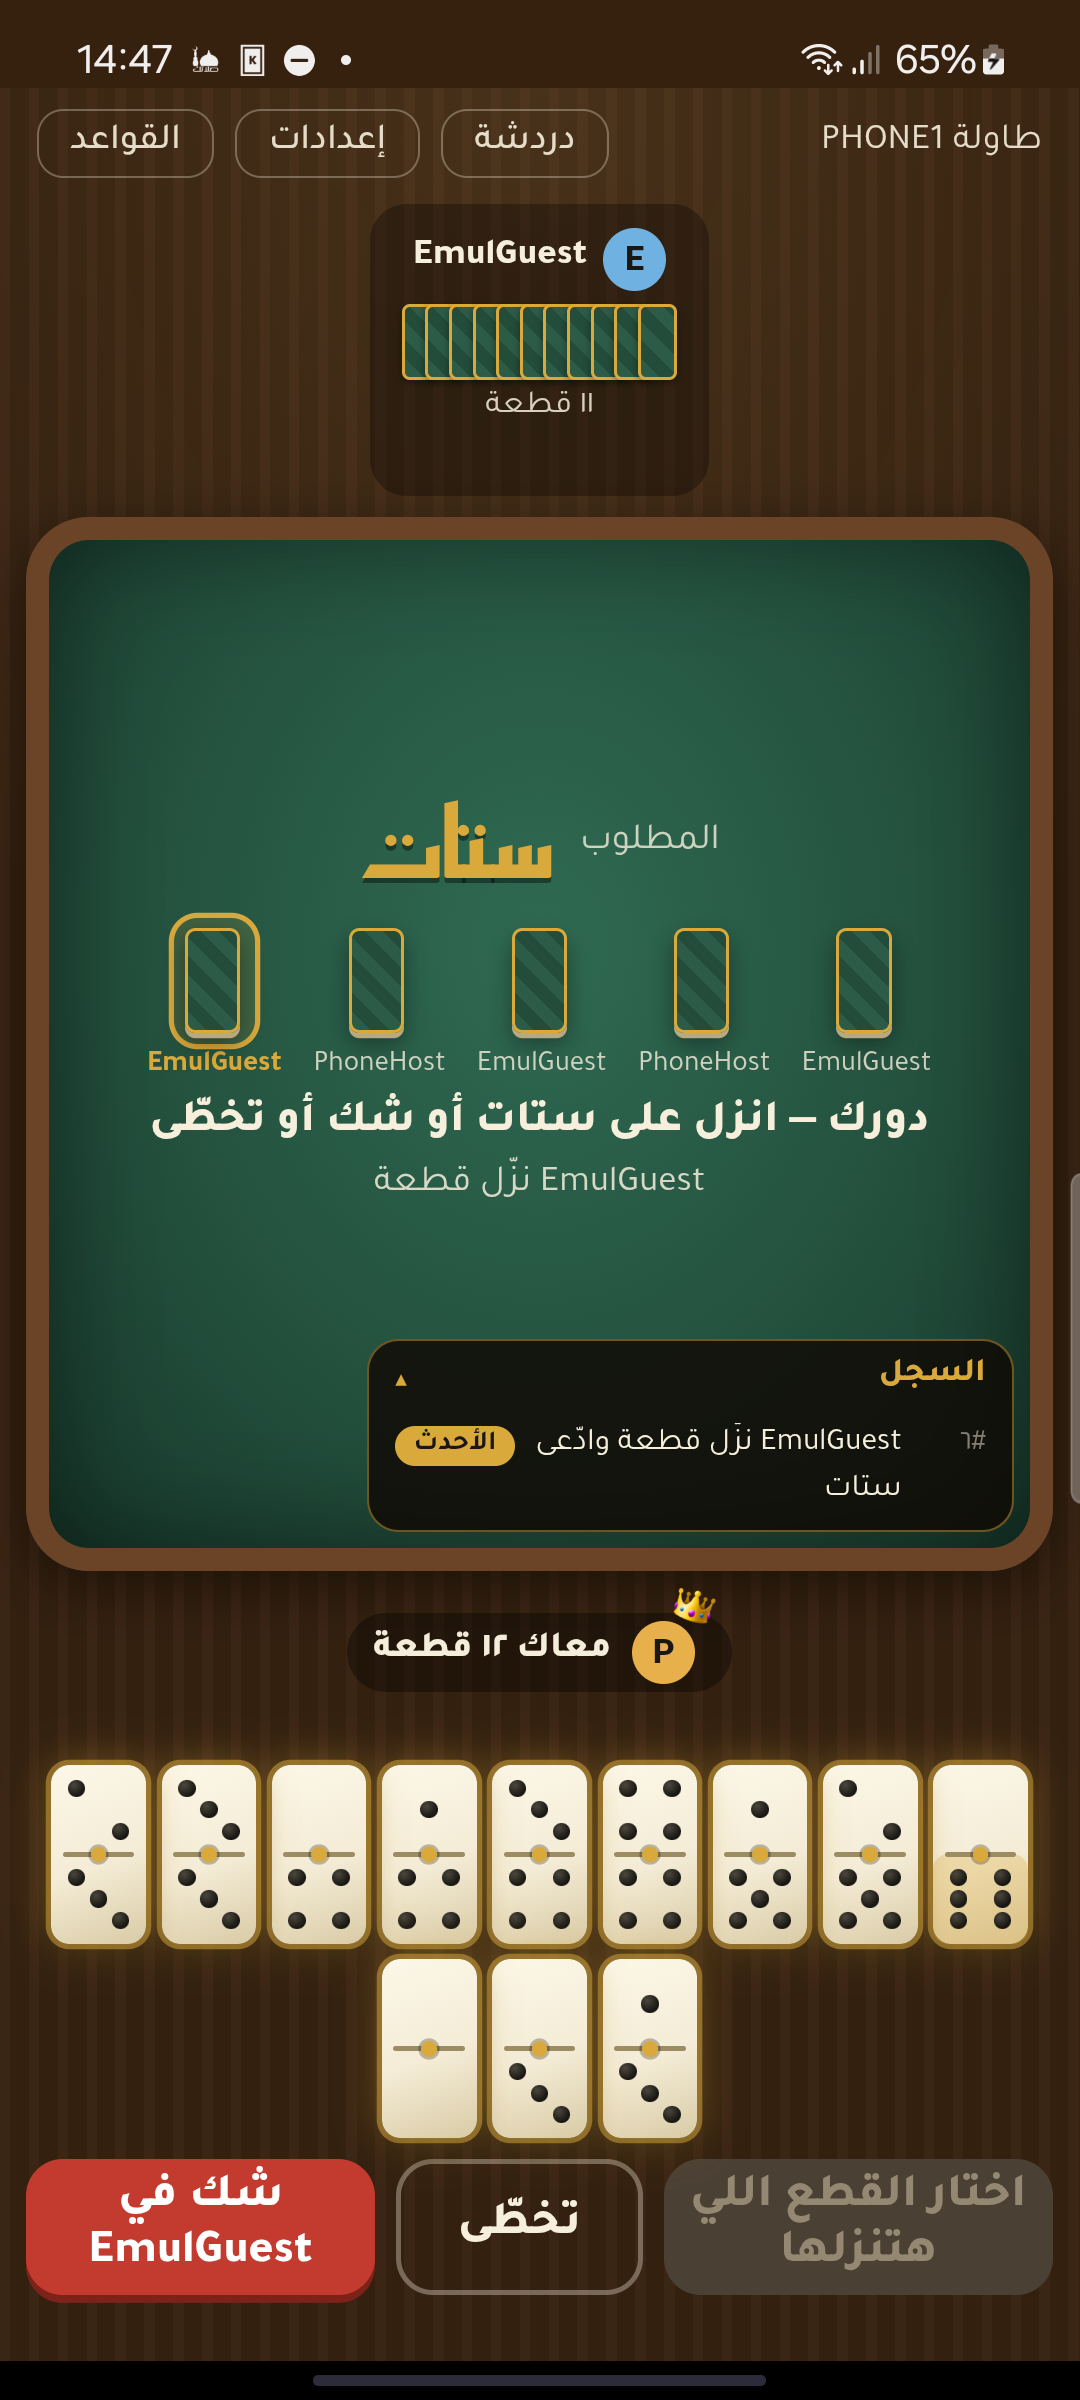 14:47
65%
طاولة PHONE1
دردشة
إعدادات
القواعد
E
EmulGuest
١١ قطعة
المطلوب
ستات
EmulGuest
PhoneHost
EmulGuest
PhoneHost
EmulGuest
دورك – انزل على ستات أو شك أو تخطّى
EmulGuest نزّل قطعة
السجل
▲
#٦
EmulGuest نزّل قطعة وادّعى
ستات
الأحدث
P
معاك ١٢ قطعة
اختار القطع اللي
هتنزلها
تخطّى
شك في
EmulGuest